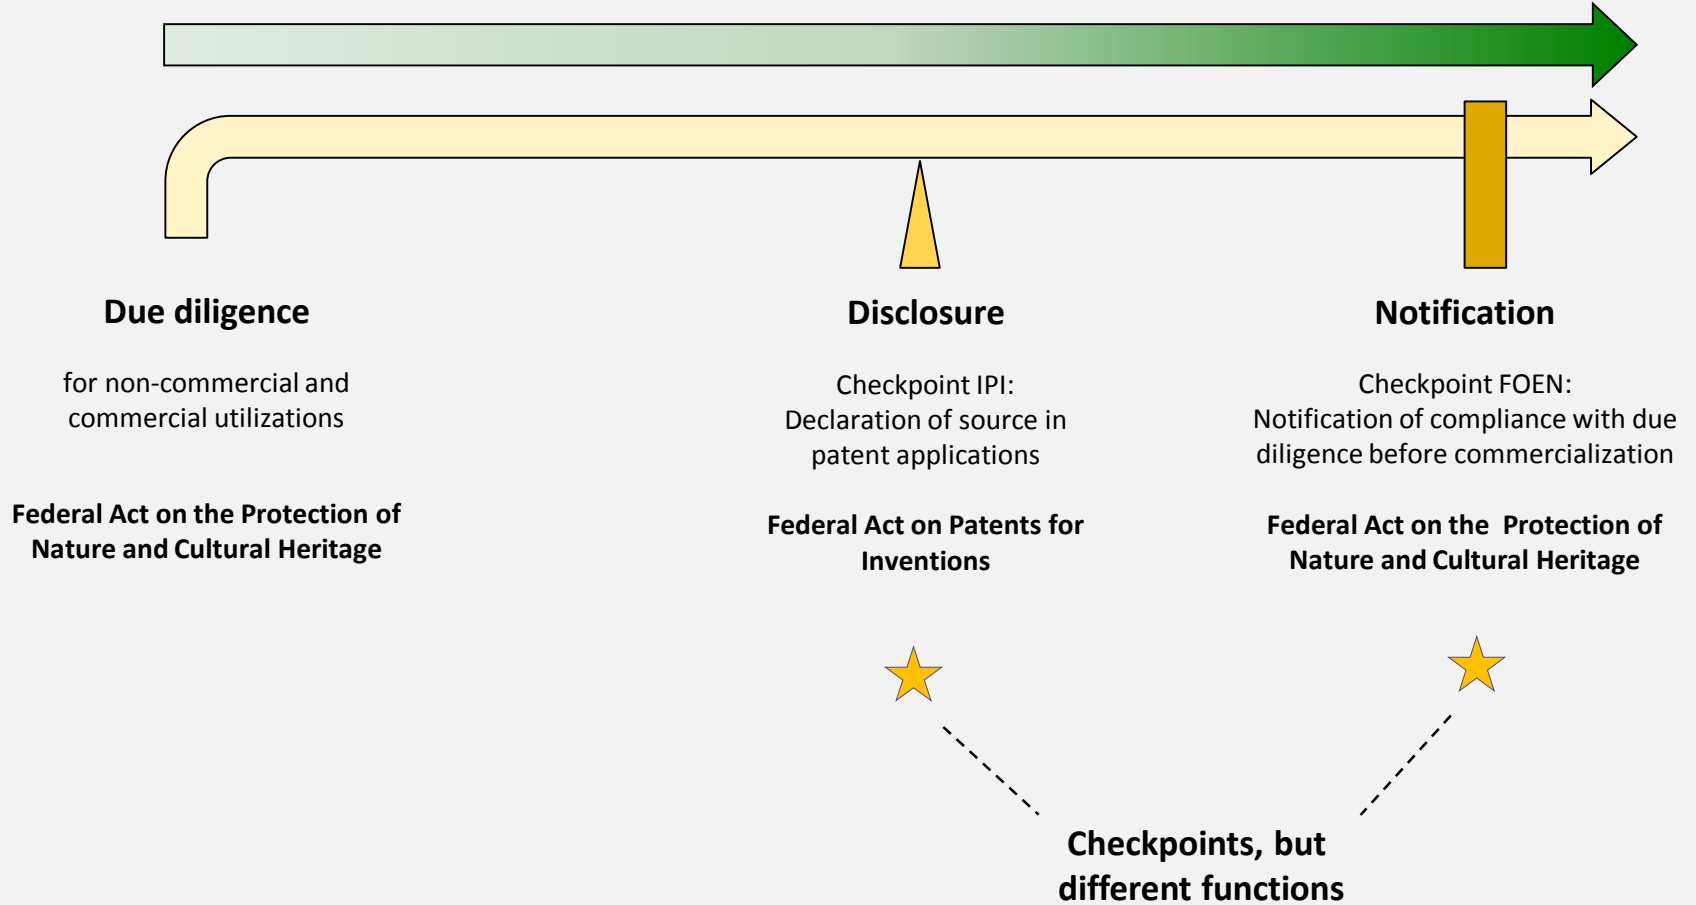 Due diligence
for non-commercial and
commercial utilizations
Federal Act on the Protection of
Nature and Cultural Heritage
Disclosure
Checkpoint IPI:
Declaration of source in
patent applications
Federal Act on Patents for
Inventions
Notification
Checkpoint FOEN:
Notification of compliance with due
diligence before commercialization
Federal Act on the Protection of
Nature and Cultural Heritage
Checkpoints, but
different functions